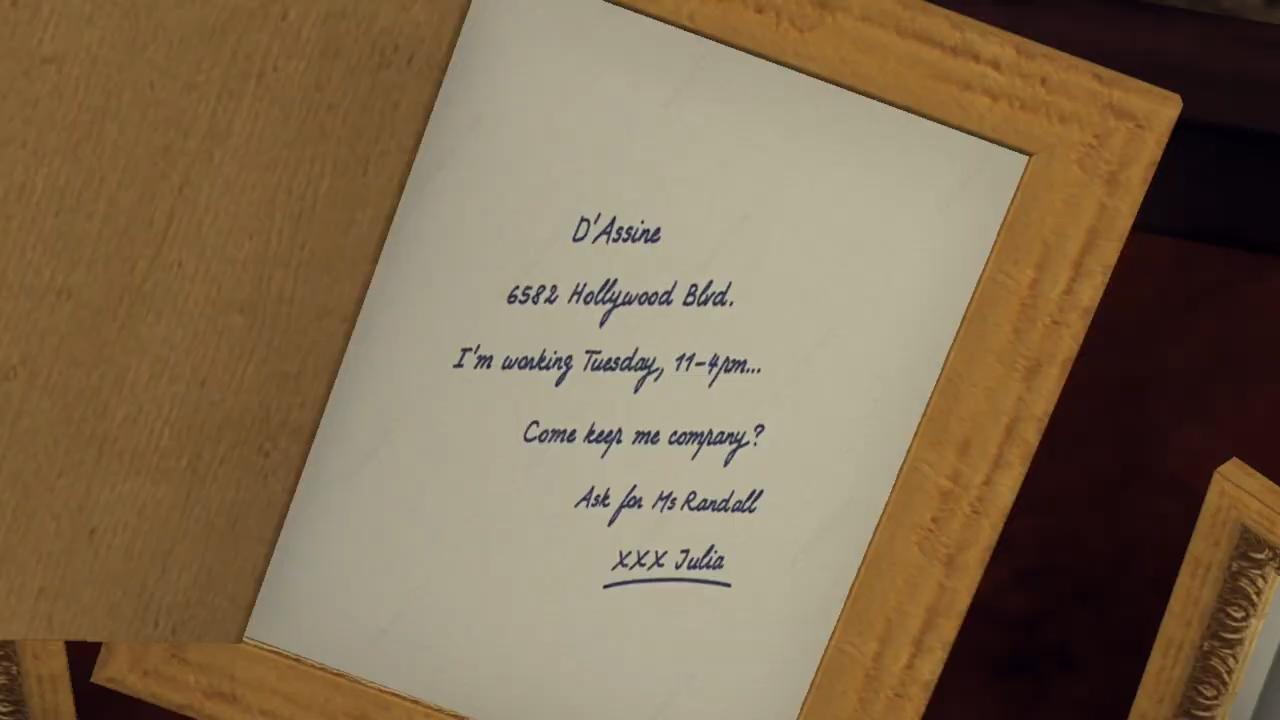 D'Assine
6582 Hollywood Blvd.
I'm working Tuesday, 11-4pm...
Come keep me company?
Ask for Ms Randall
XXX Julia